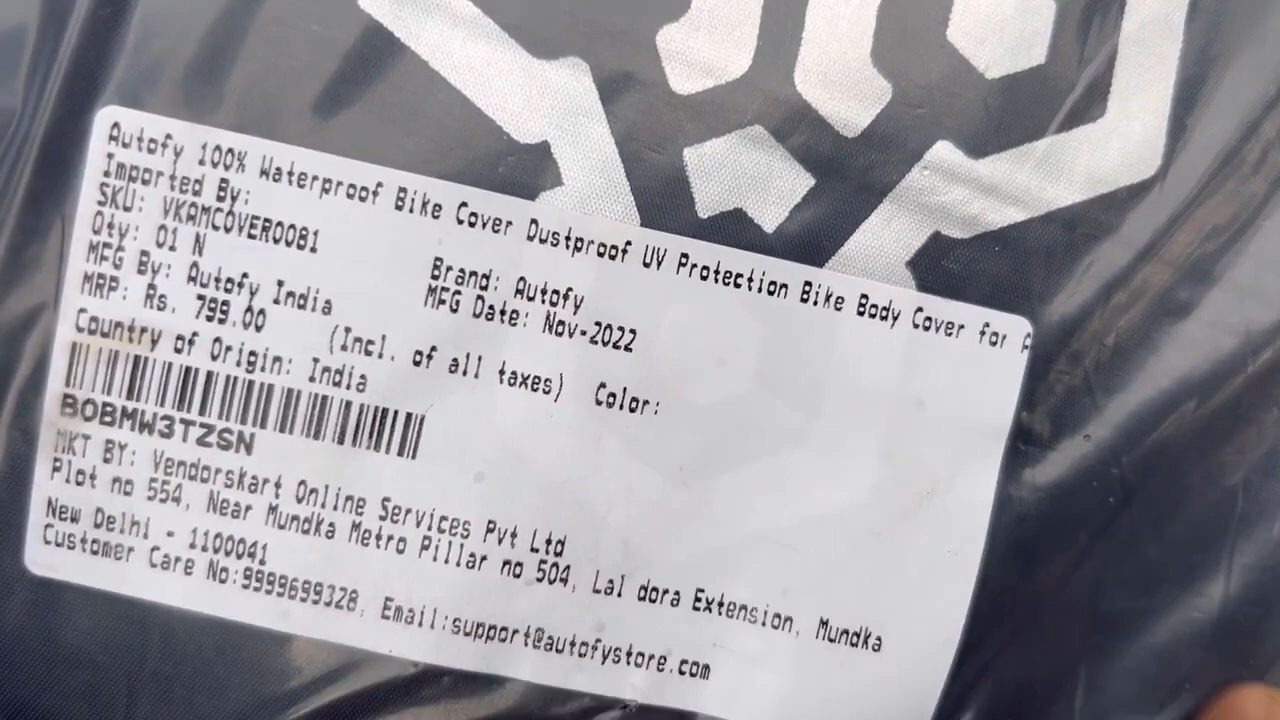 Autofy 100% Waterproof Bike Cover Dustproof UV Protection Bike Body Cover for A
Imported By:
SKU: VKAMCOVER0081
Qty: 01 N
Brand: Autofy
MFG By: Autofy India
MFG Date: Nov-2022
MRP: Rs. 799.00 (Incl. of all taxes) Color:
Country of Origin: India
B0BMW3TZSN
MKT BY: Vendorskart Online Services Pvt Ltd
Plot no 554, Near Mundka Metro Pillar no 504, Lal dora Extension, Mundka
New Delhi - 1100041
Customer Care No:9999699328, Email:support@autofystore.com